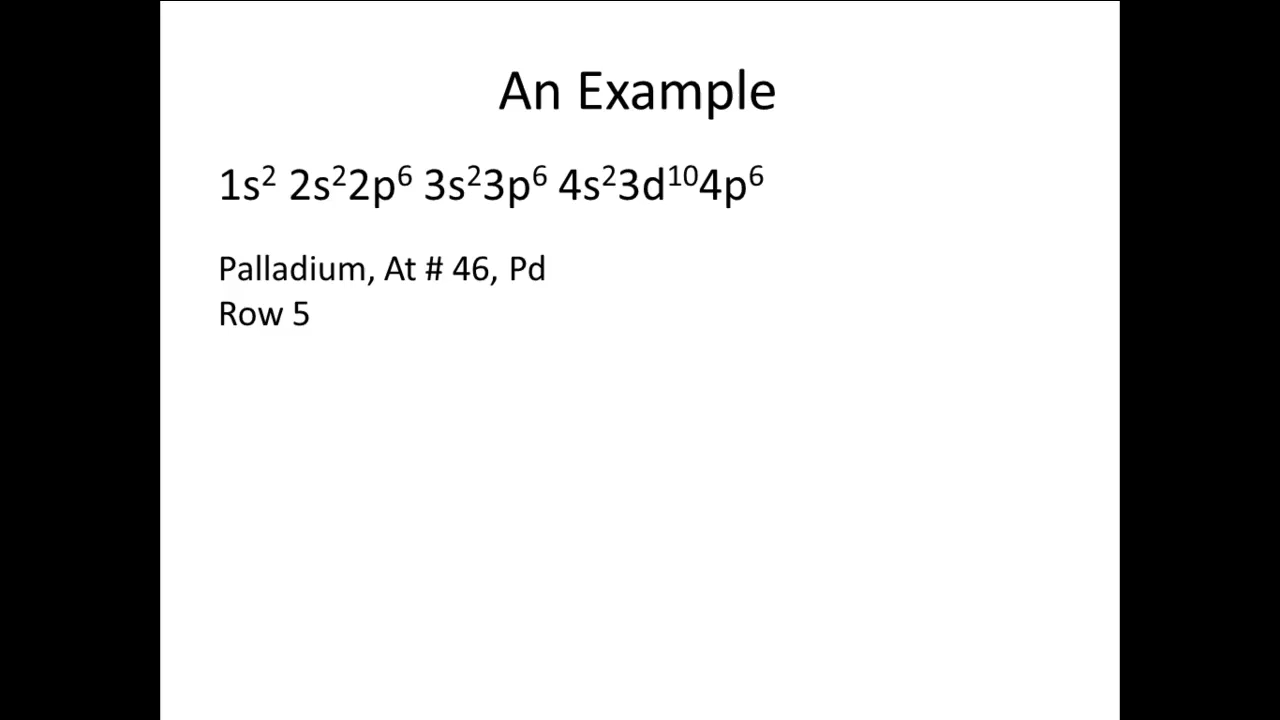 An Example
1s² 2s²2p⁶ 3s²3p⁶ 4s²3d¹⁰4p⁶
Palladium, At # 46, Pd
Row 5